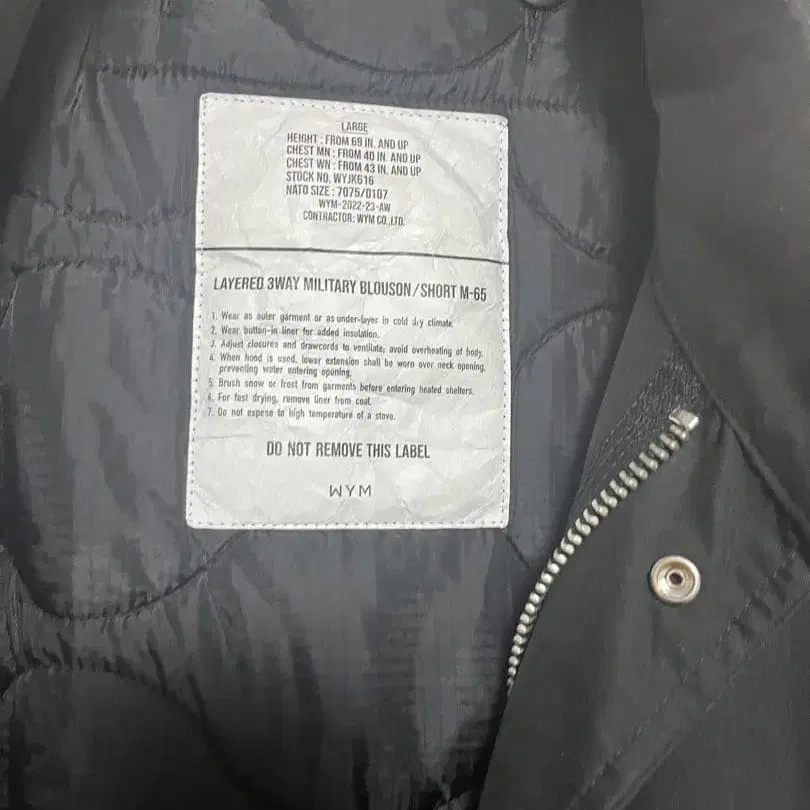 LARGE
HEIGHT : FROM 69 IN. AND UP
CHEST MN : FROM 40 IN. AND UP
CHEST WN : FROM 43 IN. AND UP
STOCK NO. WYJK616
NATO SIZE : 7075/0107
WYM-2022-23-AW
CONTRACTOR: WYM CO.,LTD.
LAYERED 3WAY MILITARY BLOUSON/SHORT M-65
1. Wear as outer garment or as under-layer in cold dry climate.
2. Wear button-in liner for added insulation.
3. Adjust closures and drawcords to ventilate, avoid overheating of body.
4. When hood is used, lower extension shall be worn over neck opening,
preventing water entering opening.
5. Brush snow or frost from garments before entering heated shelters.
6. For fast drying, remove liner from coat.
7. Do not expose to high temperature of a stove.
DO NOT REMOVE THIS LABEL
WYM